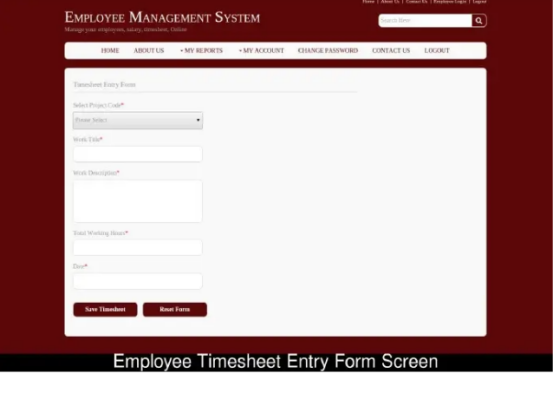 Home | About Us | Contact Us | Employee Login | Logout
EMPLOYEE MANAGEMENT SYSTEM
Manage your employees, salary, timesheet, Online
Search Here
HOME ABOUT US MY REPORTS MY ACCOUNT CHANGE PASSWORD CONTACT US LOGOUT
Timesheet Entry Form
Select Project Code*
Please Select
Work Title*
Work Description*
Total Working Hours*
Date*
Save Timesheet Reset Form
Employee Timesheet Entry Form Screen